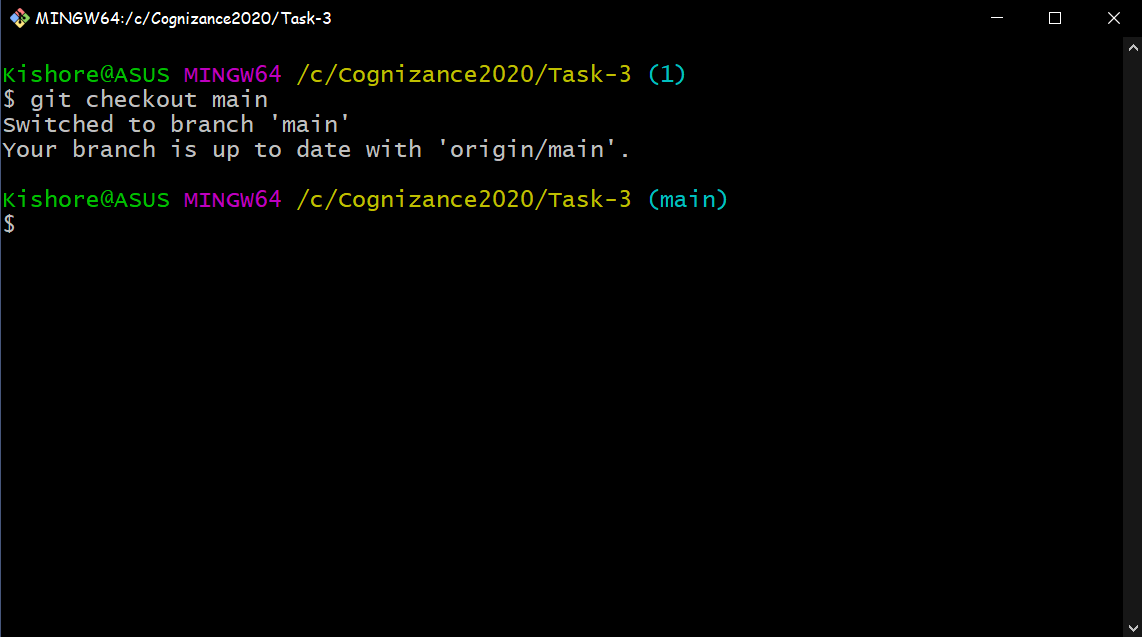 MINGW64:/c/Cognizance2020/Task-3
Kishore@ASUS MINGW64 /c/Cognizance2020/Task-3 (1)
$ git checkout main
Switched to branch 'main'
Your branch is up to date with 'origin/main'.
Kishore@ASUS MINGW64 /c/Cognizance2020/Task-3 (main)
$